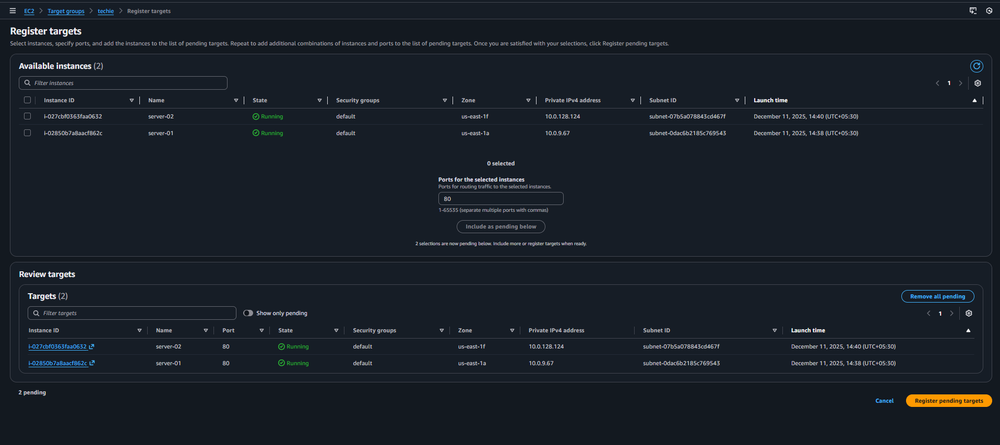 EC2 > Target groups > techie > Register targets
Register targets
Select instances, specify ports, and add the instances to the list of pending targets. Repeat to add additional combinations of instances and ports to the list of pending targets. Once you are satisfied with your selections, click Register pending targets.
Available instances (2)
Filter instances
1
Instance ID Name State Security groups Zone Private IPv4 address Subnet ID Launch time
i-027cbf0363faa0632 server-02 Running default us-east-1f 10.0.128.124 subnet-07b5a078843cd467f December 11, 2025, 14:40 (UTC+05:30)
i-02850b7a8aacf862c server-01 Running default us-east-1a 10.0.9.67 subnet-0dac6b2185c769543 December 11, 2025, 14:38 (UTC+05:30)
0 selected
Ports for the selected instances
Ports for routing traffic to the selected instances.
80
1-65535 (separate multiple ports with commas)
Include as pending below
2 selections are now pending below. Include more or register targets when ready.
Review targets
Targets (2)
Remove all pending
Filter targets Show only pending 1
Instance ID Name Port State Security groups Zone Private IPv4 address Subnet ID Launch time
i-027cbf0363faa0632 server-02 80 Running default us-east-1f 10.0.128.124 subnet-07b5a078843cd467f December 11, 2025, 14:40 (UTC+05:30)
i-02850b7a8aacf862c server-01 80 Running default us-east-1a 10.0.9.67 subnet-0dac6b2185c769543 December 11, 2025, 14:38 (UTC+05:30)
2 pending
Cancel Register pending targets